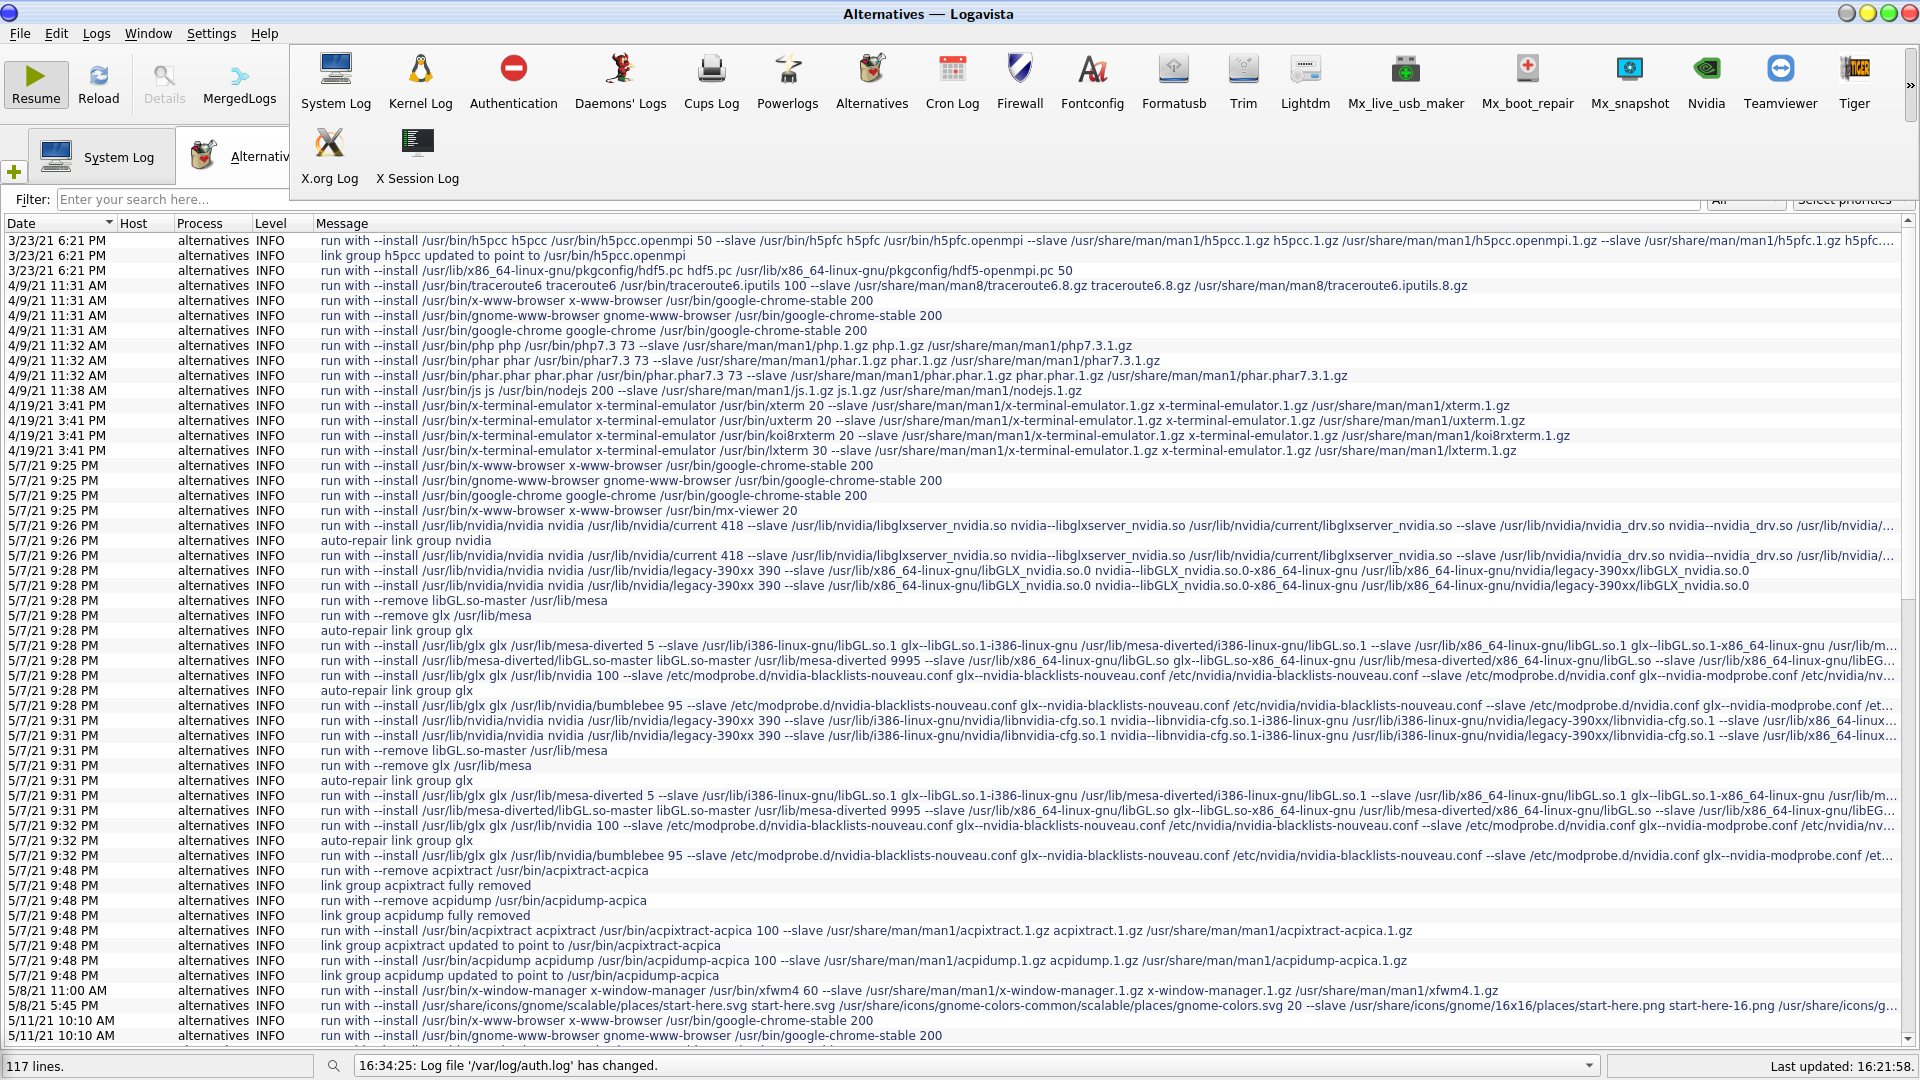 Alternatives — Logavista
File Edit Logs Window Settings Help
Resume Reload Details MergedLogs
System Log Kernel Log Authentication Daemons' Logs Cups Log Powerlogs Alternatives Cron Log Firewall Fontconfig Formatusb Trim Lightdm Mx_live_usb_maker Mx_boot_repair Mx_snapshot Nvidia Teamviewer Tiger
X.org Log X Session Log
System Log Alternativ
Filter: Enter your search here...
Date Host Process Level Message
3/23/21 6:21 PM alternatives INFO run with --install /usr/bin/h5pcc h5pcc /usr/bin/h5pcc.openmpi 50 --slave /usr/bin/h5pfc h5pfc /usr/bin/h5pfc.openmpi --slave /usr/share/man/man1/h5pcc.1.gz h5pcc.1.gz /usr/share/man/man1/h5pcc.openmpi.1.gz --slave /usr/share/man/man1/h5pfc.1.gz h5pfc....
3/23/21 6:21 PM alternatives INFO link group h5pcc updated to point to /usr/bin/h5pcc.openmpi
3/23/21 6:21 PM alternatives INFO run with --install /usr/lib/x86_64-linux-gnu/pkgconfig/hdf5.pc hdf5.pc /usr/lib/x86_64-linux-gnu/pkgconfig/hdf5-openmpi.pc 50
4/9/21 11:31 AM alternatives INFO run with --install /usr/bin/traceroute6 traceroute6 /usr/bin/traceroute6.iputils 100 --slave /usr/share/man/man8/traceroute6.8.gz traceroute6.8.gz /usr/share/man/man8/traceroute6.iputils.8.gz
4/9/21 11:31 AM alternatives INFO run with --install /usr/bin/x-www-browser x-www-browser /usr/bin/google-chrome-stable 200
4/9/21 11:31 AM alternatives INFO run with --install /usr/bin/gnome-www-browser gnome-www-browser /usr/bin/google-chrome-stable 200
4/9/21 11:31 AM alternatives INFO run with --install /usr/bin/google-chrome google-chrome /usr/bin/google-chrome-stable 200
4/9/21 11:32 AM alternatives INFO run with --install /usr/bin/php php /usr/bin/php7.3 73 --slave /usr/share/man/man1/php.1.gz php.1.gz /usr/share/man/man1/php7.3.1.gz
4/9/21 11:32 AM alternatives INFO run with --install /usr/bin/phar phar /usr/bin/phar7.3 73 --slave /usr/share/man/man1/phar.1.gz phar.1.gz /usr/share/man/man1/phar7.3.1.gz
4/9/21 11:32 AM alternatives INFO run with --install /usr/bin/phar.phar phar.phar /usr/bin/phar.phar7.3 73 --slave /usr/share/man/man1/phar.phar.1.gz phar.phar.1.gz /usr/share/man/man1/phar.phar7.3.1.gz
4/9/21 11:38 AM alternatives INFO run with --install /usr/bin/js js /usr/bin/nodejs 200 --slave /usr/share/man/man1/js.1.gz js.1.gz /usr/share/man/man1/nodejs.1.gz
4/19/21 3:41 PM alternatives INFO run with --install /usr/bin/x-terminal-emulator x-terminal-emulator /usr/bin/xterm 20 --slave /usr/share/man/man1/x-terminal-emulator.1.gz x-terminal-emulator.1.gz /usr/share/man/man1/xterm.1.gz
4/19/21 3:41 PM alternatives INFO run with --install /usr/bin/x-terminal-emulator x-terminal-emulator /usr/bin/uxterm 20 --slave /usr/share/man/man1/x-terminal-emulator.1.gz x-terminal-emulator.1.gz /usr/share/man/man1/uxterm.1.gz
4/19/21 3:41 PM alternatives INFO run with --install /usr/bin/x-terminal-emulator x-terminal-emulator /usr/bin/koi8rxterm 20 --slave /usr/share/man/man1/x-terminal-emulator.1.gz x-terminal-emulator.1.gz /usr/share/man/man1/koi8rxterm.1.gz
4/19/21 3:41 PM alternatives INFO run with --install /usr/bin/x-terminal-emulator x-terminal-emulator /usr/bin/lxterm 30 --slave /usr/share/man/man1/x-terminal-emulator.1.gz x-terminal-emulator.1.gz /usr/share/man/man1/lxterm.1.gz
5/7/21 9:25 PM alternatives INFO run with --install /usr/bin/x-www-browser x-www-browser /usr/bin/google-chrome-stable 200
5/7/21 9:25 PM alternatives INFO run with --install /usr/bin/gnome-www-browser gnome-www-browser /usr/bin/google-chrome-stable 200
5/7/21 9:25 PM alternatives INFO run with --install /usr/bin/google-chrome google-chrome /usr/bin/google-chrome-stable 200
5/7/21 9:25 PM alternatives INFO run with --install /usr/bin/x-www-browser x-www-browser /usr/bin/mx-viewer 20
5/7/21 9:26 PM alternatives INFO run with --install /usr/lib/nvidia/nvidia nvidia /usr/lib/nvidia/current 418 --slave /usr/lib/nvidia/libglxserver_nvidia.so nvidia--libglxserver_nvidia.so /usr/lib/nvidia/current/libglxserver_nvidia.so --slave /usr/lib/nvidia/nvidia_drv.so nvidia--nvidia_drv.so /usr/lib/nvidia/...
5/7/21 9:26 PM alternatives INFO auto-repair link group nvidia
5/7/21 9:26 PM alternatives INFO run with --install /usr/lib/nvidia/nvidia nvidia /usr/lib/nvidia/current 418 --slave /usr/lib/nvidia/libglxserver_nvidia.so nvidia--libglxserver_nvidia.so /usr/lib/nvidia/current/libglxserver_nvidia.so --slave /usr/lib/nvidia/nvidia_drv.so nvidia--nvidia_drv.so /usr/lib/nvidia/...
5/7/21 9:28 PM alternatives INFO run with --install /usr/lib/nvidia/nvidia nvidia /usr/lib/nvidia/legacy-390xx 390 --slave /usr/lib/x86_64-linux-gnu/libGLX_nvidia.so.0 nvidia--libGLX_nvidia.so.0-x86_64-linux-gnu /usr/lib/x86_64-linux-gnu/nvidia/legacy-390xx/libGLX_nvidia.so.0
5/7/21 9:28 PM alternatives INFO run with --install /usr/lib/nvidia/nvidia nvidia /usr/lib/nvidia/legacy-390xx 390 --slave /usr/lib/x86_64-linux-gnu/libGLX_nvidia.so.0 nvidia--libGLX_nvidia.so.0-x86_64-linux-gnu /usr/lib/x86_64-linux-gnu/nvidia/legacy-390xx/libGLX_nvidia.so.0
5/7/21 9:28 PM alternatives INFO run with --remove libGL.so-master /usr/lib/mesa
5/7/21 9:28 PM alternatives INFO run with --remove glx /usr/lib/mesa
5/7/21 9:28 PM alternatives INFO auto-repair link group glx
5/7/21 9:28 PM alternatives INFO run with --install /usr/lib/glx glx /usr/lib/mesa-diverted 5 --slave /usr/lib/i386-linux-gnu/libGL.so.1 glx--libGL.so.1-i386-linux-gnu /usr/lib/mesa-diverted/i386-linux-gnu/libGL.so.1 --slave /usr/lib/x86_64-linux-gnu/libGL.so.1 glx--libGL.so.1-x86_64-linux-gnu /usr/lib/m...
5/7/21 9:28 PM alternatives INFO run with --install /usr/lib/mesa-diverted/libGL.so-master libGL.so-master /usr/lib/mesa-diverted 9995 --slave /usr/lib/x86_64-linux-gnu/libGL.so glx--libGL.so-x86_64-linux-gnu /usr/lib/mesa-diverted/x86_64-linux-gnu/libGL.so --slave /usr/lib/x86_64-linux-gnu/libEG...
5/7/21 9:28 PM alternatives INFO run with --install /usr/lib/glx glx /usr/lib/nvidia 100 --slave /etc/modprobe.d/nvidia-blacklists-nouveau.conf glx--nvidia-blacklists-nouveau.conf /etc/nvidia/nvidia-blacklists-nouveau.conf --slave /etc/modprobe.d/nvidia.conf glx--nvidia-modprobe.conf /etc/nvidia/nv...
5/7/21 9:28 PM alternatives INFO auto-repair link group glx
5/7/21 9:28 PM alternatives INFO run with --install /usr/lib/glx glx /usr/lib/nvidia/bumblebee 95 --slave /etc/modprobe.d/nvidia-blacklists-nouveau.conf glx--nvidia-blacklists-nouveau.conf /etc/nvidia/nvidia-blacklists-nouveau.conf --slave /etc/modprobe.d/nvidia.conf glx--nvidia-modprobe.conf /et...
5/7/21 9:31 PM alternatives INFO run with --install /usr/lib/nvidia/nvidia nvidia /usr/lib/nvidia/legacy-390xx 390 --slave /usr/lib/i386-linux-gnu/nvidia/libnvidia-cfg.so.1 nvidia--libnvidia-cfg.so.1-i386-linux-gnu /usr/lib/i386-linux-gnu/nvidia/legacy-390xx/libnvidia-cfg.so.1 --slave /usr/lib/x86_64-linux...
5/7/21 9:31 PM alternatives INFO run with --install /usr/lib/nvidia/nvidia nvidia /usr/lib/nvidia/legacy-390xx 390 --slave /usr/lib/i386-linux-gnu/nvidia/libnvidia-cfg.so.1 nvidia--libnvidia-cfg.so.1-i386-linux-gnu /usr/lib/i386-linux-gnu/nvidia/legacy-390xx/libnvidia-cfg.so.1 --slave /usr/lib/x86_64-linux...
5/7/21 9:31 PM alternatives INFO run with --remove libGL.so-master /usr/lib/mesa
5/7/21 9:31 PM alternatives INFO run with --remove glx /usr/lib/mesa
5/7/21 9:31 PM alternatives INFO auto-repair link group glx
5/7/21 9:31 PM alternatives INFO run with --install /usr/lib/glx glx /usr/lib/mesa-diverted 5 --slave /usr/lib/i386-linux-gnu/libGL.so.1 glx--libGL.so.1-i386-linux-gnu /usr/lib/mesa-diverted/i386-linux-gnu/libGL.so.1 --slave /usr/lib/x86_64-linux-gnu/libGL.so.1 glx--libGL.so.1-x86_64-linux-gnu /usr/lib/m...
5/7/21 9:31 PM alternatives INFO run with --install /usr/lib/mesa-diverted/libGL.so-master libGL.so-master /usr/lib/mesa-diverted 9995 --slave /usr/lib/x86_64-linux-gnu/libGL.so glx--libGL.so-x86_64-linux-gnu /usr/lib/mesa-diverted/x86_64-linux-gnu/libGL.so --slave /usr/lib/x86_64-linux-gnu/libEG...
5/7/21 9:32 PM alternatives INFO run with --install /usr/lib/glx glx /usr/lib/nvidia 100 --slave /etc/modprobe.d/nvidia-blacklists-nouveau.conf glx--nvidia-blacklists-nouveau.conf /etc/nvidia/nvidia-blacklists-nouveau.conf --slave /etc/modprobe.d/nvidia.conf glx--nvidia-modprobe.conf /etc/nvidia/nv...
5/7/21 9:32 PM alternatives INFO auto-repair link group glx
5/7/21 9:32 PM alternatives INFO run with --install /usr/lib/glx glx /usr/lib/nvidia/bumblebee 95 --slave /etc/modprobe.d/nvidia-blacklists-nouveau.conf glx--nvidia-blacklists-nouveau.conf /etc/nvidia/nvidia-blacklists-nouveau.conf --slave /etc/modprobe.d/nvidia.conf glx--nvidia-modprobe.conf /et...
5/7/21 9:48 PM alternatives INFO run with --remove acpixtract /usr/bin/acpixtract-acpica
5/7/21 9:48 PM alternatives INFO link group acpixtract fully removed
5/7/21 9:48 PM alternatives INFO run with --remove acpidump /usr/bin/acpidump-acpica
5/7/21 9:48 PM alternatives INFO link group acpidump fully removed
5/7/21 9:48 PM alternatives INFO run with --install /usr/bin/acpixtract acpixtract /usr/bin/acpixtract-acpica 100 --slave /usr/share/man/man1/acpixtract.1.gz acpixtract.1.gz /usr/share/man/man1/acpixtract-acpica.1.gz
5/7/21 9:48 PM alternatives INFO link group acpixtract updated to point to /usr/bin/acpixtract-acpica
5/7/21 9:48 PM alternatives INFO run with --install /usr/bin/acpidump acpidump /usr/bin/acpidump-acpica 100 --slave /usr/share/man/man1/acpidump.1.gz acpidump.1.gz /usr/share/man/man1/acpidump-acpica.1.gz
5/7/21 9:48 PM alternatives INFO link group acpidump updated to point to /usr/bin/acpidump-acpica
5/8/21 11:00 AM alternatives INFO run with --install /usr/bin/x-window-manager x-window-manager /usr/bin/xfwm4 60 --slave /usr/share/man/man1/x-window-manager.1.gz x-window-manager.1.gz /usr/share/man/man1/xfwm4.1.gz
5/8/21 5:45 PM alternatives INFO run with --install /usr/share/icons/gnome/scalable/places/start-here.svg start-here.svg /usr/share/icons/gnome-colors-common/scalable/places/gnome-colors.svg 20 --slave /usr/share/icons/gnome/16x16/places/start-here.png start-here-16.png /usr/share/icons/g...
5/11/21 10:10 AM alternatives INFO run with --install /usr/bin/x-www-browser x-www-browser /usr/bin/google-chrome-stable 200
5/11/21 10:10 AM alternatives INFO run with --install /usr/bin/gnome-www-browser gnome-www-browser /usr/bin/google-chrome-stable 200
117 lines. 16:34:25: Log file '/var/log/auth.log' has changed. Last updated: 16:21:58.